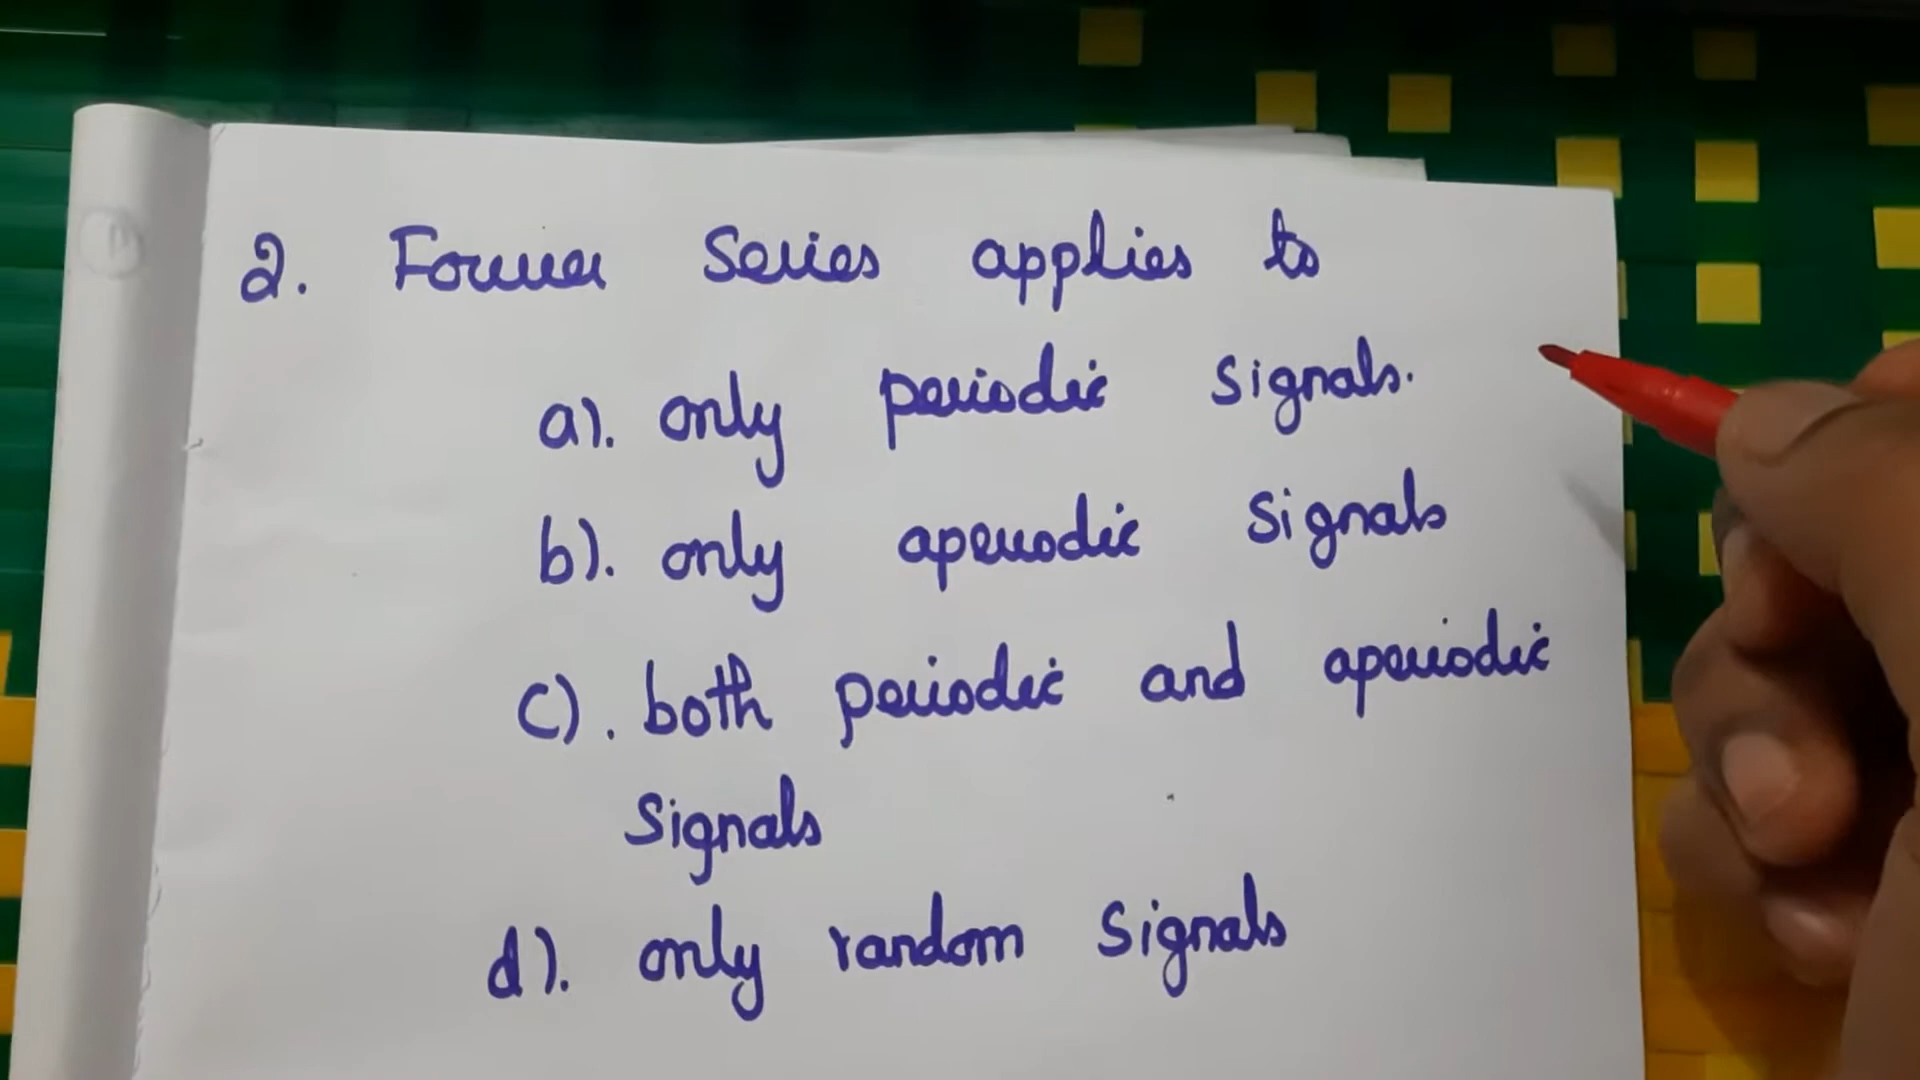 2. Fourier Series applies to
a). only periodic signals.
b). only aperiodic signals
c). both periodic and aperiodic
signals
d). only random signals